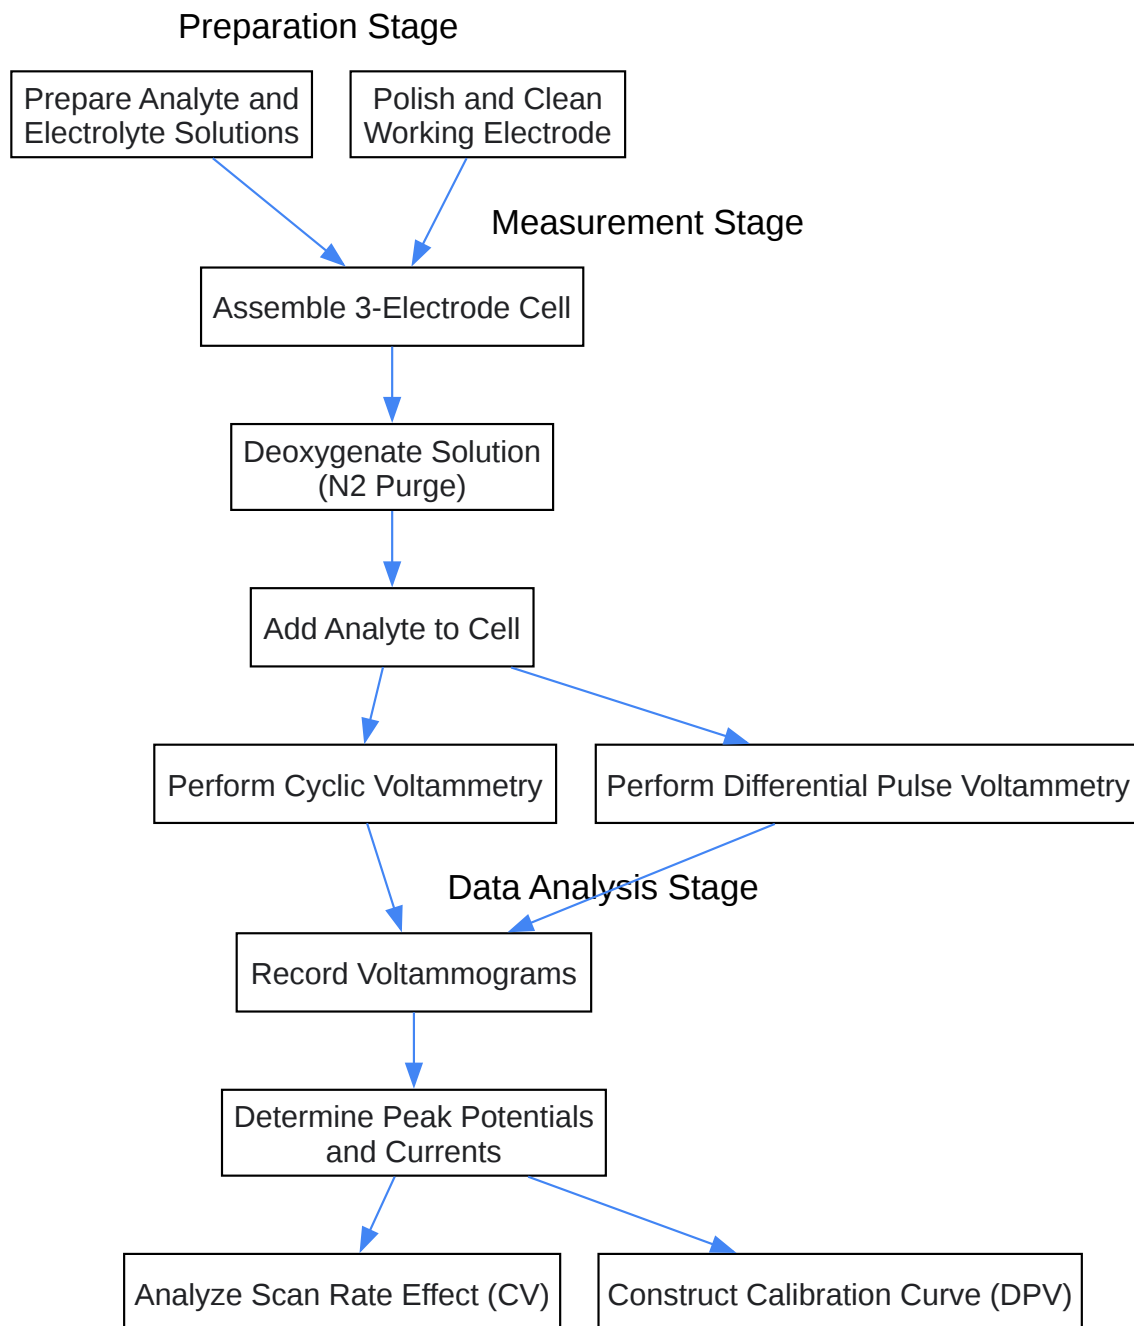 Preparation Stage
Prepare Analyte and
Electrolyte Solutions
Polish and Clean
Working Electrode
Measurement Stage
Assemble 3-Electrode Cell
Deoxygenate Solution
(N2 Purge)
Add Analyte to Cell
Perform Cyclic Voltammetry
Perform Differential Pulse Voltammetry
Data Analysis Stage
Record Voltammograms
Determine Peak Potentials
and Currents
Analyze Scan Rate Effect (CV)
Construct Calibration Curve (DPV)